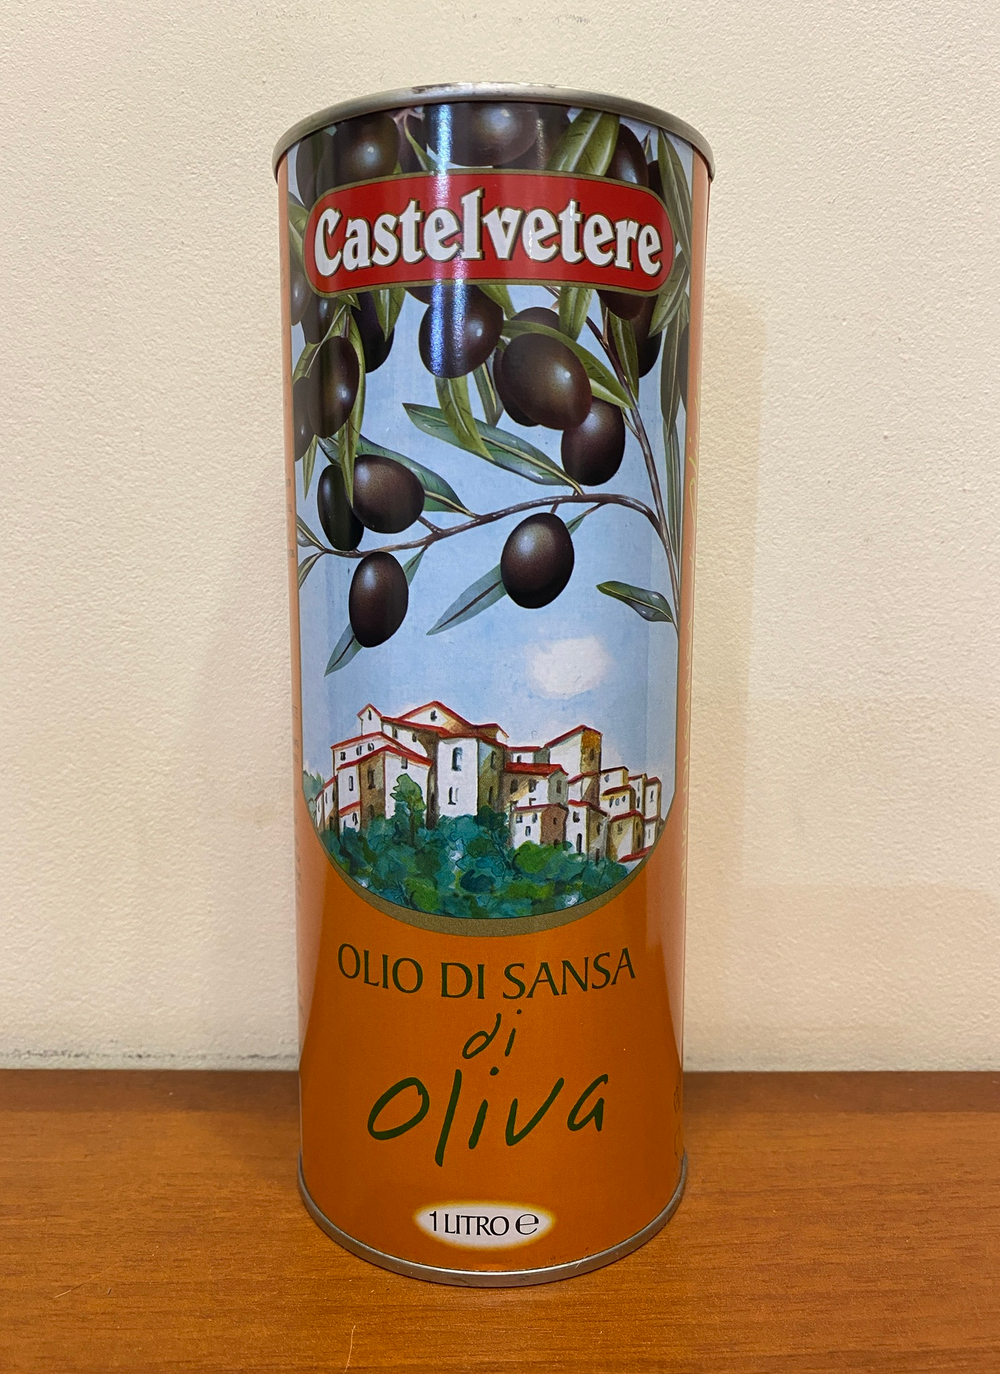 Castelvetere
OLIO DI SANSA
di
oliva
1 LITRO ℮